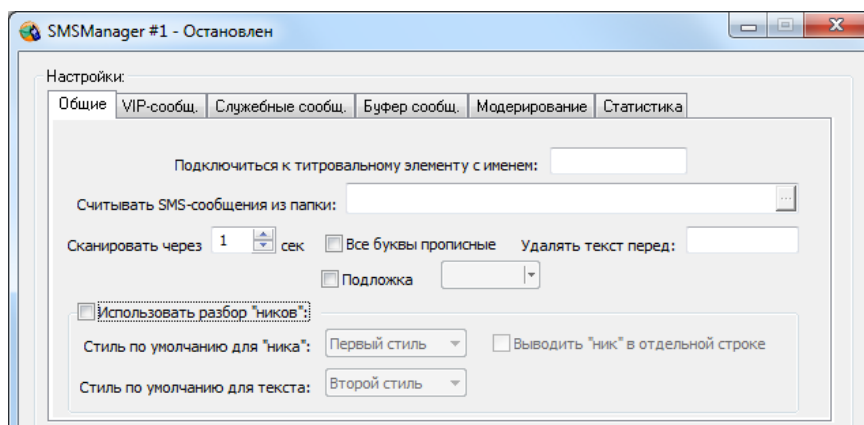 SMSManager #1 - Остановлен
Настройки:
Общие VIP-сообщ. Служебные сообщ. Буфер сообщ. Модерирование Статистика
Подключиться к титровальному элементу с именем:
Считывать SMS-сообщения из папки: ...
Сканировать через 1 сек Все буквы прописные Удалять текст перед:
Подложка
Использовать разбор "ников":
Стиль по умолчанию для "ника": Первый стиль Выводить "ник" в отдельной строке
Стиль по умолчанию для текста: Второй стиль